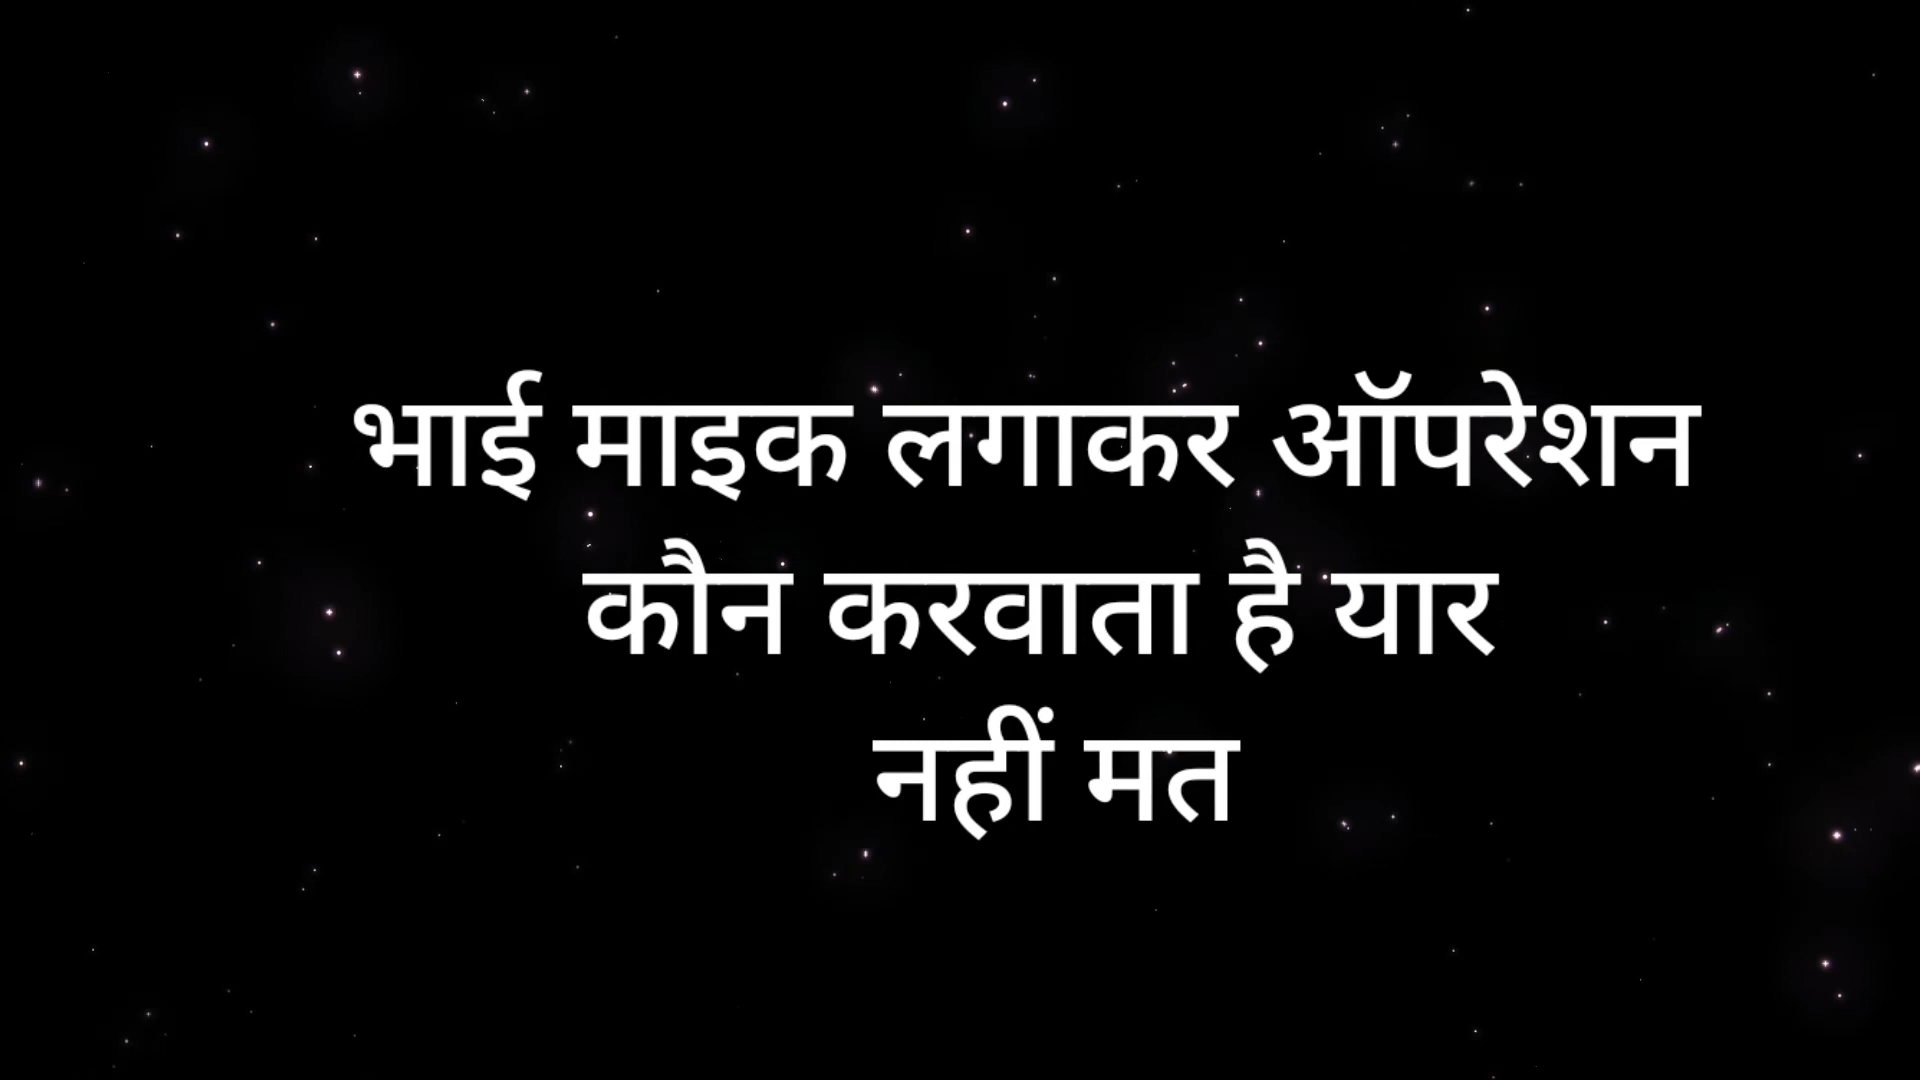 भाई माइक लगाकर ऑपरेशन
कौन करवाता है यार
नहीं मत